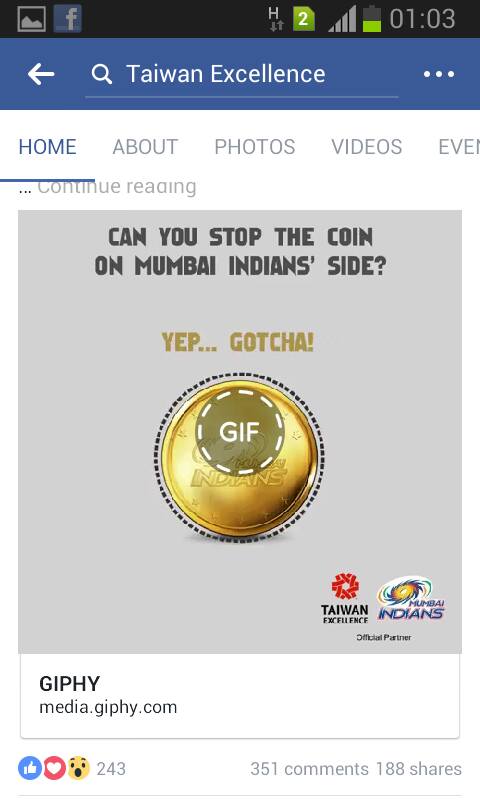 H
2
01:03
Taiwan Excellence
HOME ABOUT PHOTOS VIDEOS EVE
... Continue reading
CAN YOU STOP THE COIN
ON MUMBAI INDIANS' SIDE?
YEP... GOTCHA!
GIF
MUMBAI
INDIANS
TAIWAN
EXCELLENCE
MUMBAI
INDIANS
Official Partner
GIPHY
media.giphy.com
243 351 comments 188 shares